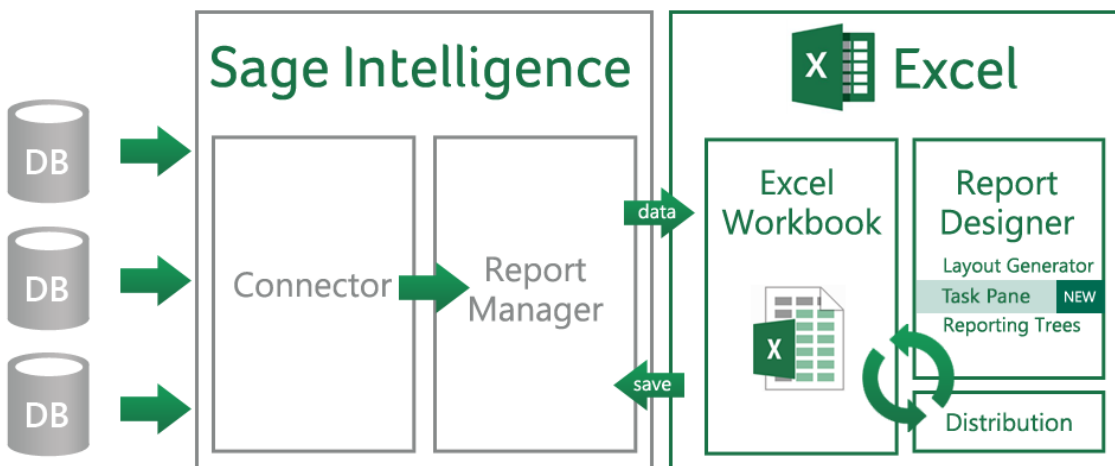 DB
DB
DB
Sage Intelligence
Connector
Report
Manager
data
save
X
Excel
Excel
Workbook
X
Report
Designer
Layout Generator
Task Pane NEW
Reporting Trees
Distribution